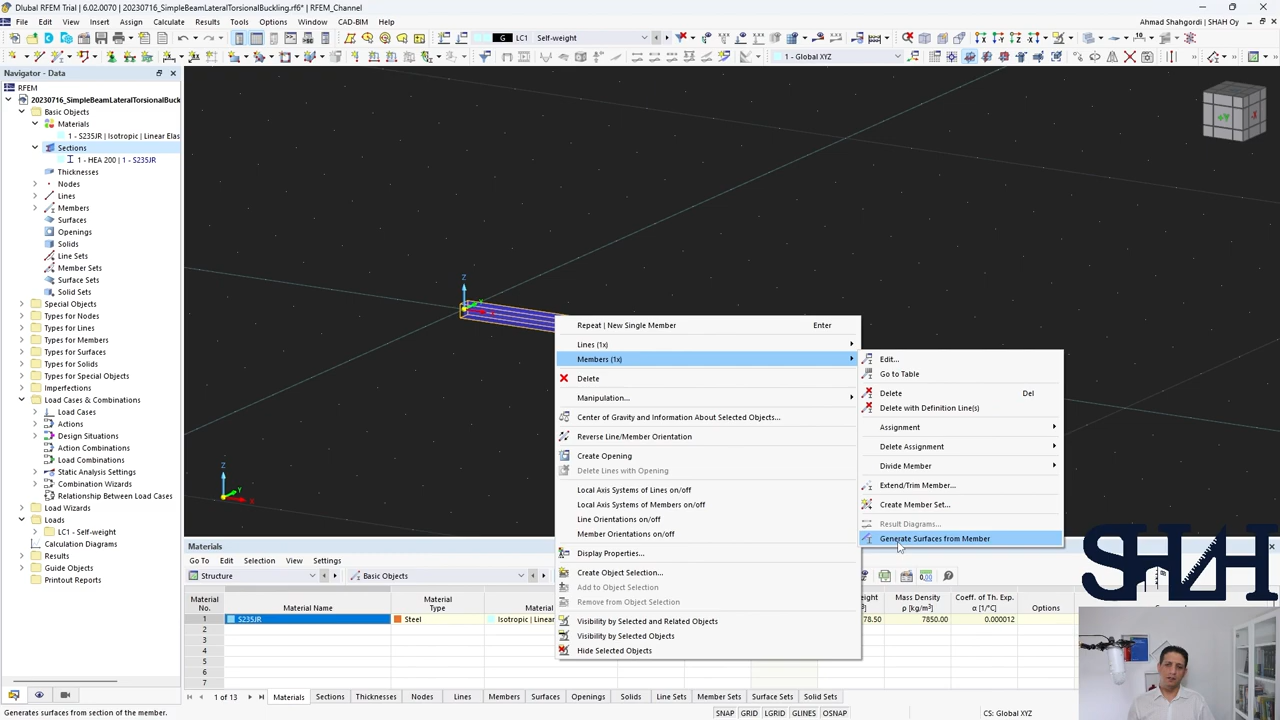 Dlubal RFEM Trial | 6.02.0070 | 20230716_SimpleBeamLateralTorsionalBuckling.rf6* | RFEM_Channel
File Edit View Insert Assign Calculate Results Tools Options Window CAD-BIM Help
Ahmad Shahgordi | SHAH Oy
G LC1 Self-weight
1 - Global XYZ
Navigator - Data
RFEM
20230716_SimpleBeamLateralTorsionalBuck
Basic Objects
Materials
1 - S235JR | Isotropic | Linear Elas
Sections
1 - HEA 200 | 1 - S235JR
Thicknesses
Nodes
Lines
Members
Surfaces
Openings
Solids
Line Sets
Member Sets
Surface Sets
Solid Sets
Special Objects
Types for Nodes
Types for Lines
Types for Members
Types for Surfaces
Types for Solids
Types for Special Objects
Imperfections
Load Cases & Combinations
Load Cases
Actions
Design Situations
Action Combinations
Load Combinations
Static Analysis Settings
Combination Wizards
Relationship Between Load Cases
Load Wizards
Loads
LC1 - Self-weight
Calculation Diagrams
Results
Guide Objects
Printout Reports
+Y -X
Z
Z
Y
X
Repeat | New Single Member Enter
Lines (1x)
Members (1x)
Delete
Manipulation...
Center of Gravity and Information About Selected Objects...
Reverse Line/Member Orientation
Create Opening
Delete Lines with Opening
Local Axis Systems of Lines on/off
Local Axis Systems of Members on/off
Line Orientations on/off
Member Orientations on/off
Display Properties...
Create Object Selection...
Add to Object Selection
Remove from Object Selection
Visibility by Selected and Related Objects
Visibility by Selected Objects
Hide Selected Objects
Edit...
Go to Table
Delete Del
Delete with Definition Line(s)
Assignment
Delete Assignment
Divide Member
Extend/Trim Member...
Create Member Set...
Result Diagrams...
Generate Surfaces from Member
SHAH
Materials
Go To Edit Selection View Settings
Structure Basic Objects
Material No. Material Name Material Type Material eight Mass Density ρ [kg/m³] Coeff. of Th. Exp. α [1/°C] Options
1 S235JR Steel Isotropic | Linear 78.50 7850.00 0.000012
2
3
4
5
6
7
1 of 13 Materials Sections Thicknesses Nodes Lines Members Surfaces Openings Solids Line Sets Member Sets Surface Sets Solid Sets
Generates surfaces from section of the member.
SNAP GRID LGRID GLINES OSNAP CS: Global XYZ